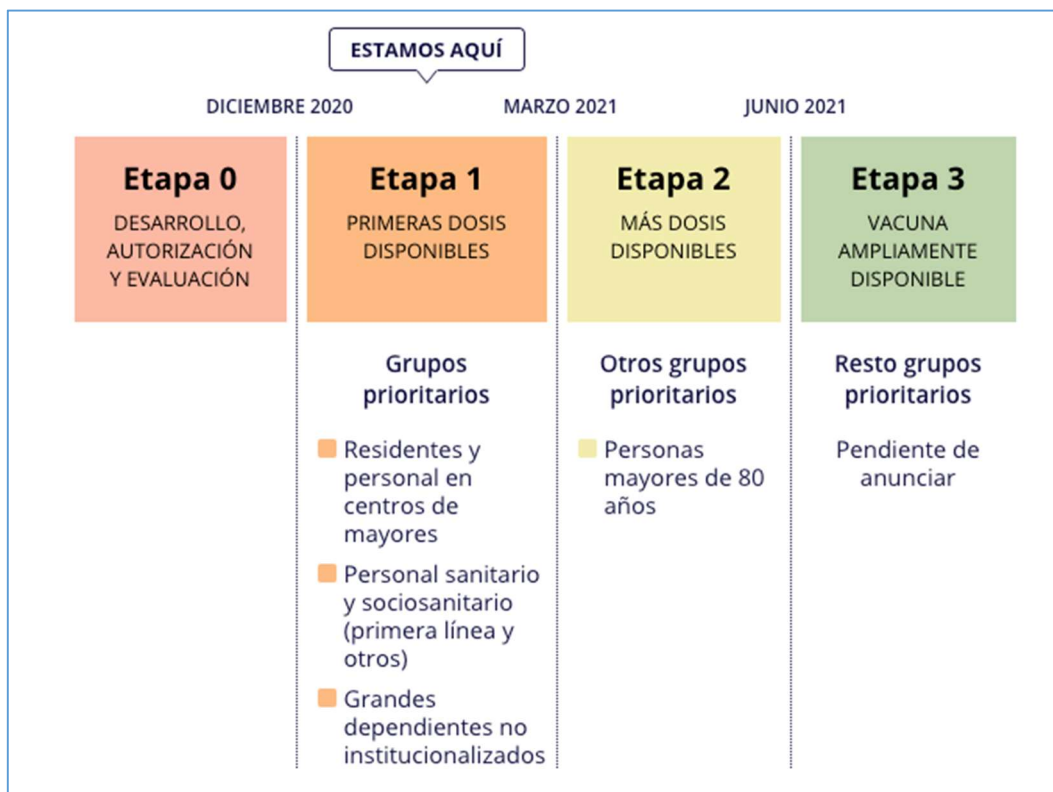 ESTAMOS AQUÍ
DICIEMBRE 2020
MARZO 2021
JUNIO 2021
Etapa 0
DESARROLLO,
AUTORIZACIÓN
Y EVALUACIÓN
Etapa 1
PRIMERAS DOSIS
DISPONIBLES
Grupos
prioritarios
Residentes y
personal en
centros de
mayores
Personal sanitario
y sociosanitario
(primera línea y
otros)
Grandes
dependientes no
institucionalizados
Etapa 2
MÁS DOSIS
DISPONIBLES
Otros grupos
prioritarios
Personas
mayores de 80
años
Etapa 3
VACUNA
AMPLIAMENTE
DISPONIBLE
Resto grupos
prioritarios
Pendiente de
anunciar